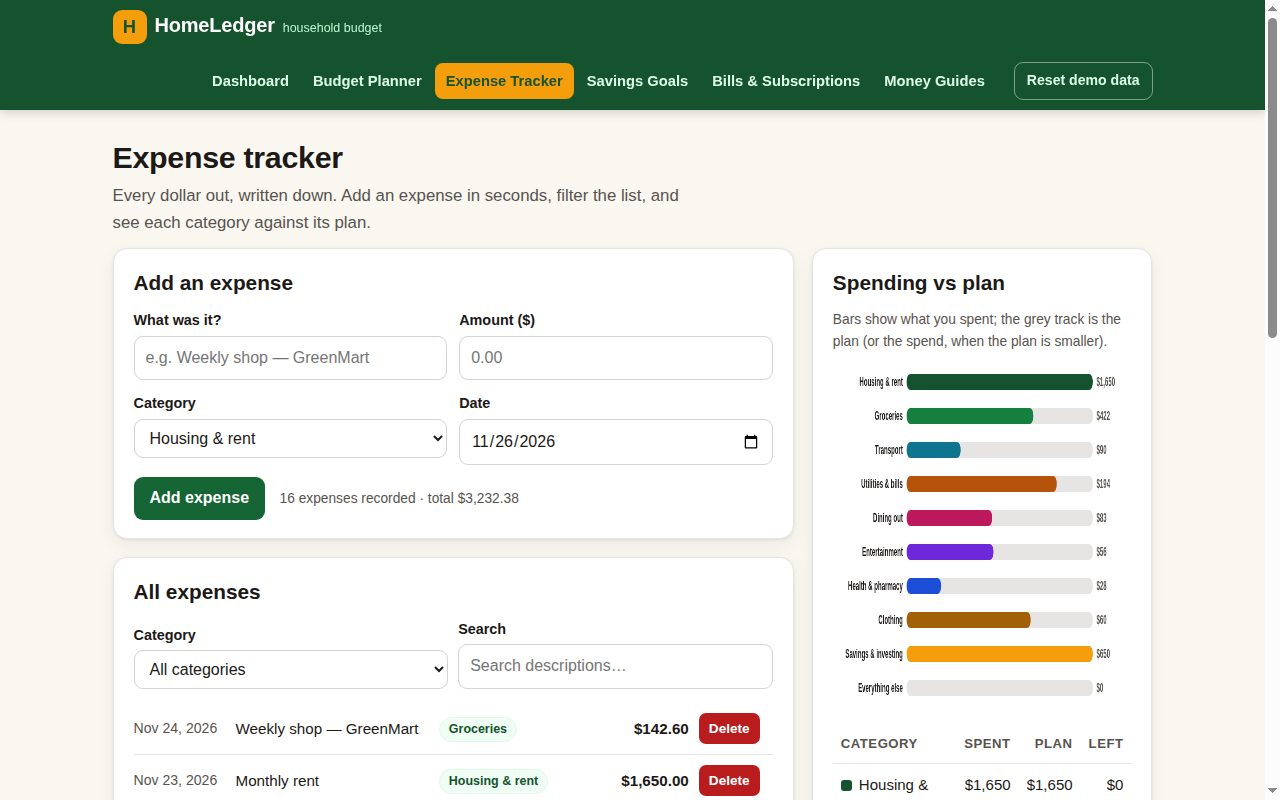 H HomeLedger household budget
Dashboard Budget Planner Expense Tracker Savings Goals Bills & Subscriptions Money Guides Reset demo data
Expense tracker
Every dollar out, written down. Add an expense in seconds, filter the list, and
see each category against its plan.
Add an expense
What was it? Amount ($)
e.g. Weekly shop — GreenMart 0.00
Category Date
Housing & rent 11/26/2026
Add expense 16 expenses recorded · total $3,232.38
All expenses
Category Search
All categories Search descriptions…
Nov 24, 2026 Weekly shop — GreenMart Groceries $142.60 Delete
Nov 23, 2026 Monthly rent Housing & rent $1,650.00 Delete
Spending vs plan
Bars show what you spent; the grey track is the
plan (or the spend, when the plan is smaller).
Housing & rent $1,650
Groceries $422
Transport $90
Utilities & bills $194
Dining out $83
Entertainment $56
Health & pharmacy $28
Clothing $60
Savings & investing $650
Everything else $0
CATEGORY SPENT PLAN LEFT
Housing & $1,650 $1,650 $0